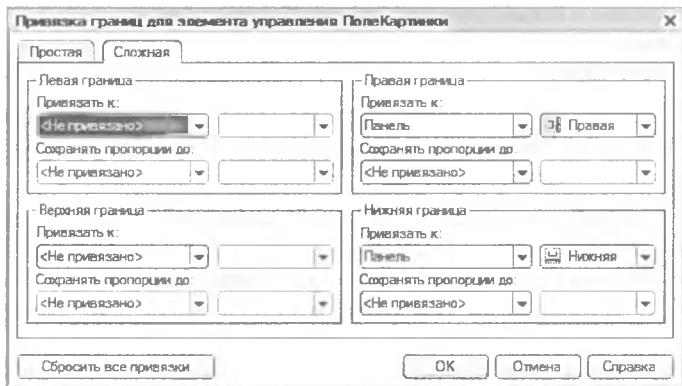 Привязка границ для элемента управления ПолеКартинки
Простая
Сложная
Левая граница
Привязать к:
<Не привязано>
Сохранять пропорции до:
<Не привязано>
Правая граница
Привязать к:
Панель
Правая
Сохранять пропорции до:
<Не привязано>
Верхняя граница
Привязать к:
<Не привязано>
Сохранять пропорции до:
<Не привязано>
Нижняя граница
Привязать к:
Панель
Нижняя
Сохранять пропорции до:
<Не привязано>
Сбросить все привязки
OK
Отмена
Справка